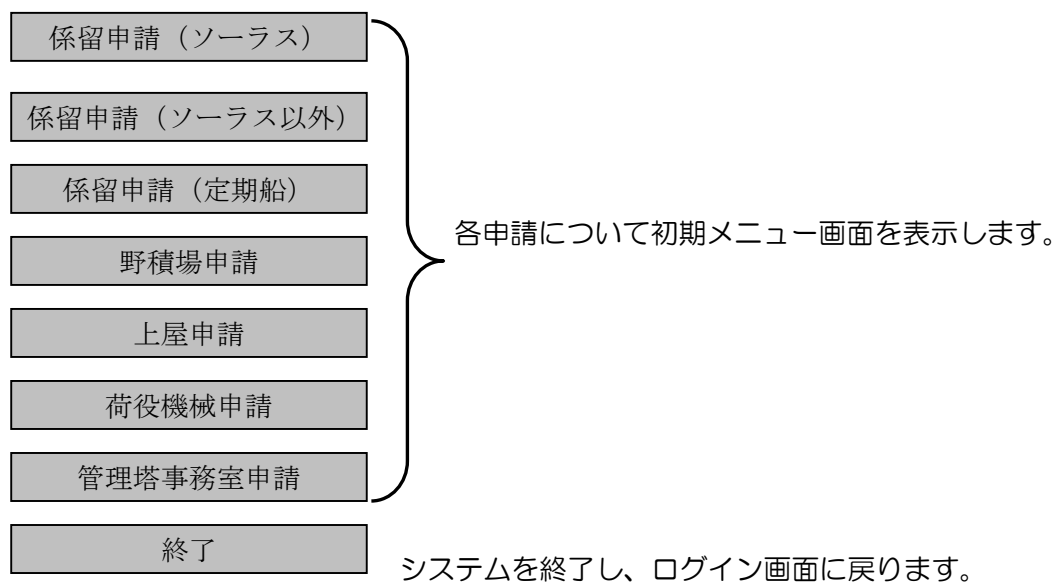 係留申請（ソーラス）
係留申請（ソーラス以外）
係留申請（定期船）
各申請について初期メニュー画面を表示します。
野積場申請
上屋申請
荷役機械申請
管理塔事務室申請
終了
システムを終了し、ログイン画面に戻ります。